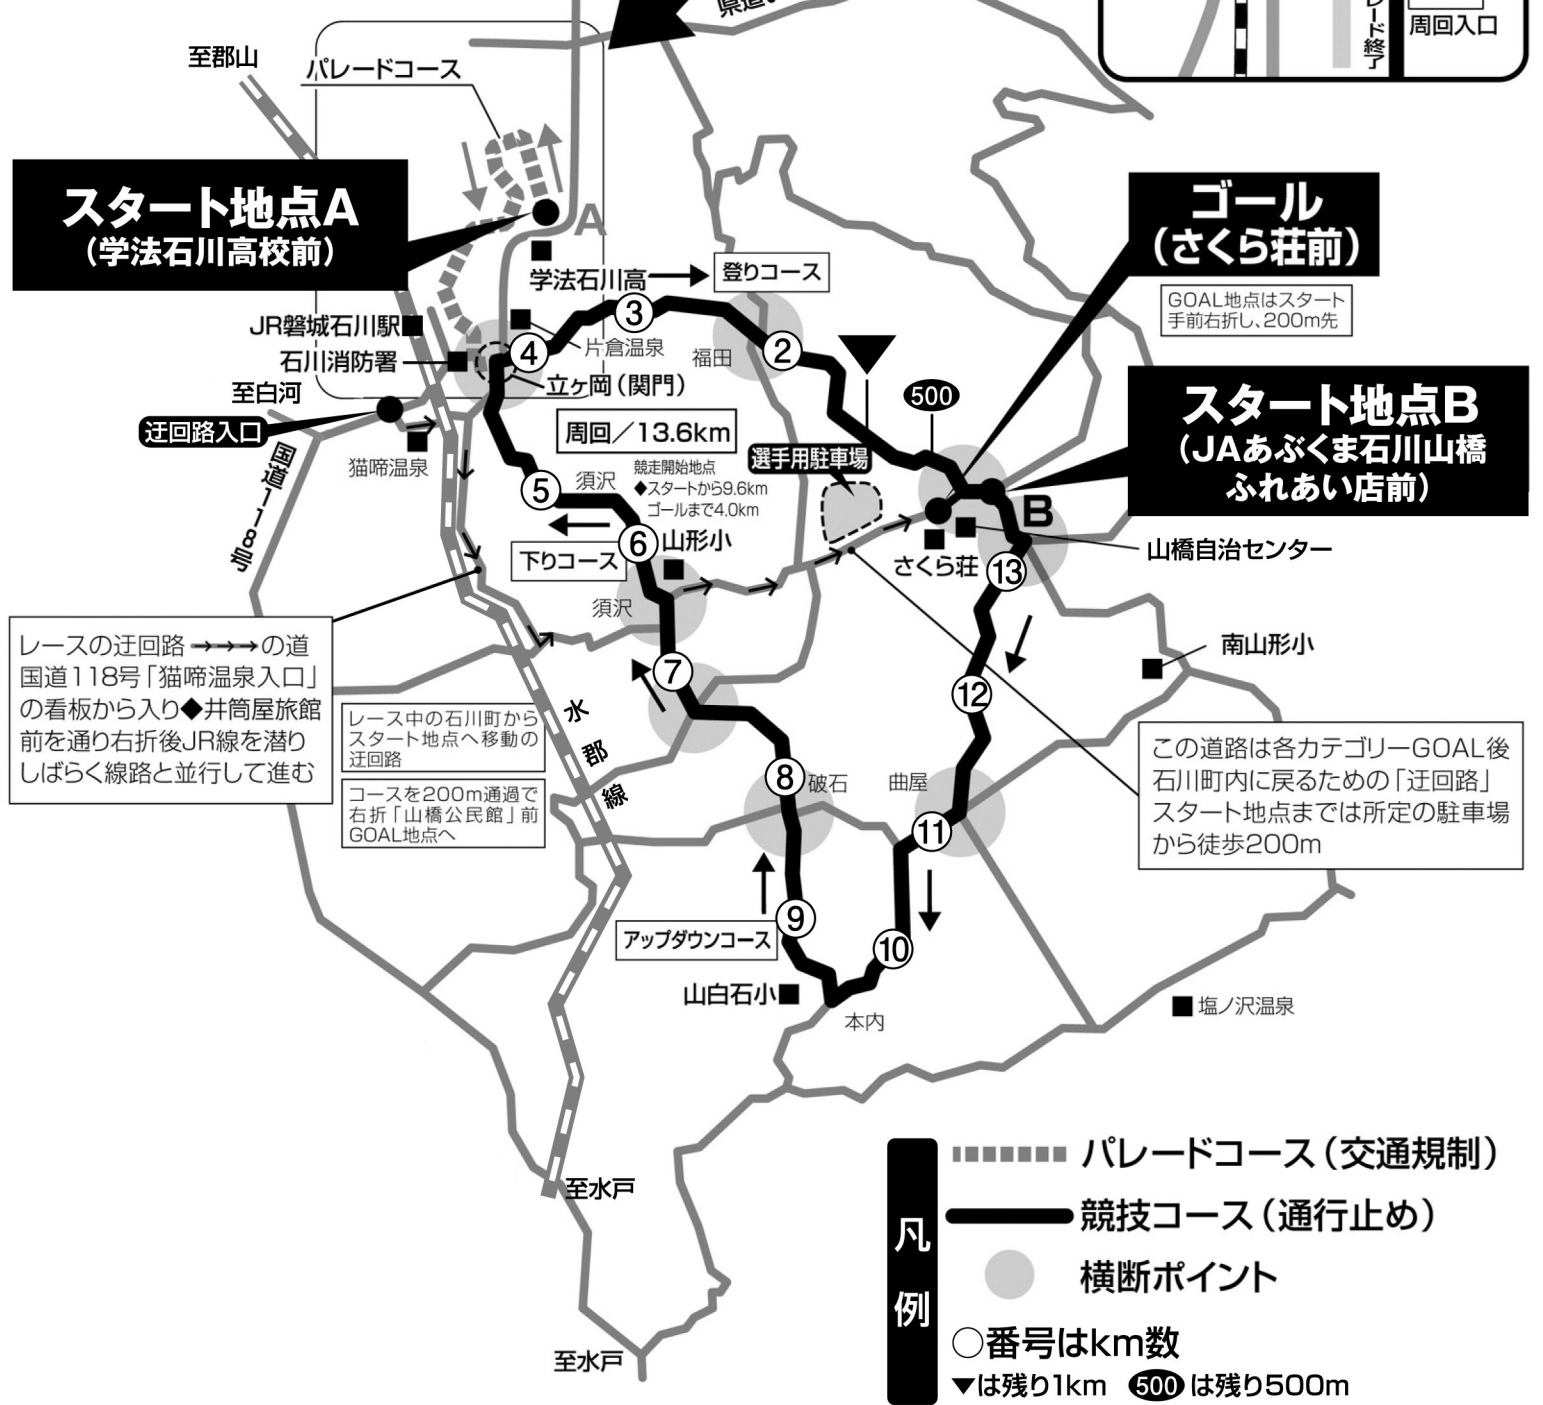 周回入口
ード終了
至郡山
パレードコース
スタート地点A
(学法石川高校前)
A
学法石川高
登りコース
ゴール
(さくら荘前)
GOAL地点はスタート
手前右折し、200m先
JR磐城石川駅
石川消防署
片倉温泉
立ヶ岡(関門)
③
④
福田
②
500
至白河
迂回路入口
猫啼温泉
国道118号
周回/13.6km
競走開始地点
◆スタートから9.6km
ゴールまで4.0km
選手用駐車場
スタート地点B
(JAあぶくま石川山橋
ふれあい店前)
B
⑤
須沢
⑥
山形小
下りコース
さくら荘
山橋自治センター
⑬
須沢
⑦
南山形小
⑫
レースの迂回路→→→の道
国道118号「猫啼温泉入口」
の看板から入り◆井筒屋旅館
前を通り右折後JR線を潜り
しばらく線路と並行して進む
レース中の石川町から
スタート地点へ移動の
迂回路
コースを200m通過で
右折「山橋公民館」前
GOAL地点へ
水郡線
⑧
破石
曲屋
⑪
この道路は各カテゴリーGOAL後
石川町内に戻るための「迂回路」
スタート地点までは所定の駐車場
から徒歩200m
⑨
アップダウンコース
⑩
山白石小
本内
塩ノ沢温泉
至水戸
至水戸
凡例
パレードコース(交通規制)
競技コース(通行止め)
横断ポイント
○番号はkm数
▼は残り1km 500は残り500m